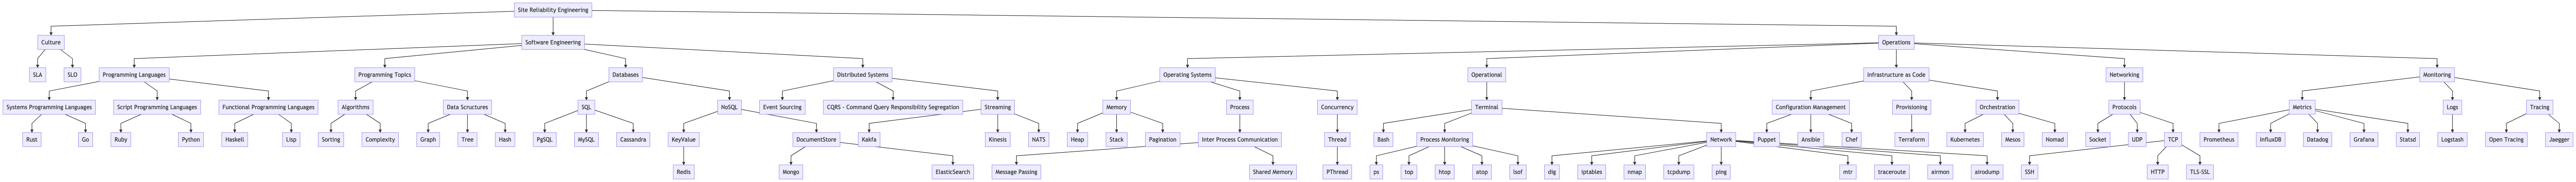 Site Reliability Engineering
Culture
Software Engineering
Operations
SLA
SLO
Programming Languages
Programming Topics
Databases
Distributed Systems
Operating Systems
Operational
Infrastructure as Code
Networking
Monitoring
Systems Programming Languages
Script Programming Languages
Functional Programming Languages
Algorithms
Data Scructures
SQL
NoSQL
Event Sourcing
CQRS - Command Query Responsibility Segregation
Streaming
Memory
Process
Concurrency
Terminal
Configuration Management
Provisioning
Orchestration
Protocols
Metrics
Logs
Tracing
Rust
Go
Ruby
Python
Haskell
Lisp
Sorting
Complexity
Graph
Tree
Hash
PgSQL
MySQL
Cassandra
KeyValue
DocumentStore
Kakfa
Kinesis
NATS
Heap
Stack
Pagination
Inter Process Communication
Thread
Bash
Process Monitoring
Network
Puppet
Ansible
Chef
Terraform
Kubernetes
Mesos
Nomad
Socket
UDP
TCP
Prometheus
InfluxDB
Datadog
Grafana
Statsd
Logstash
Open Tracing
Jaegger
Redis
Mongo
ElasticSearch
Message Passing
Shared Memory
PThread
ps
top
htop
atop
lsof
dig
iptables
nmap
tcpdump
ping
mtr
traceroute
airmon
airodump
SSH
HTTP
TLS-SSL